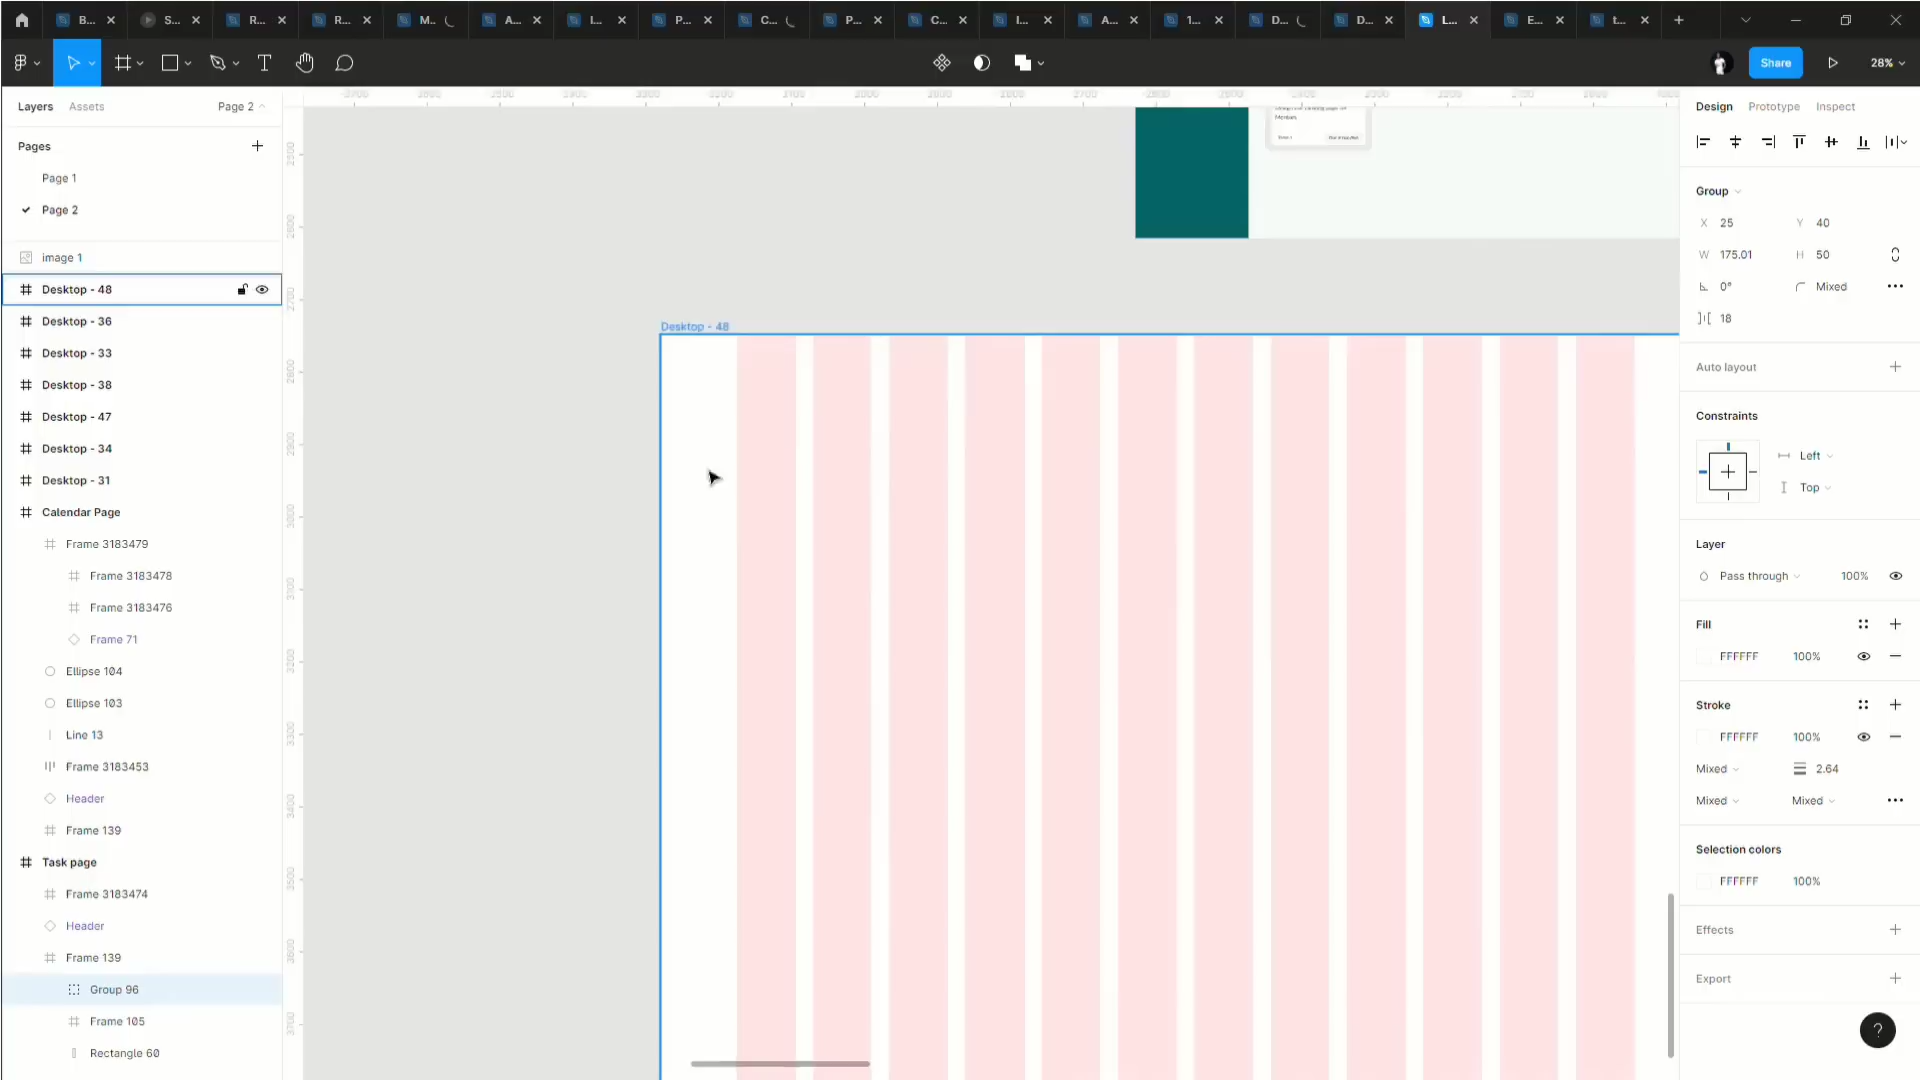 B...
S...
R...
R...
M...
A...
I...
P...
C...
P...
C...
I...
A...
1...
D...
D...
L...
E...
t...
Share
28%
Layers
Assets
Page 2
Pages
Page 1
Page 2
image 1
Desktop - 48
Desktop - 36
Desktop - 33
Desktop - 38
Desktop - 47
Desktop - 34
Desktop - 31
Calendar Page
Frame 3183479
Frame 3183478
Frame 3183476
Frame 71
Ellipse 104
Ellipse 103
Line 13
Frame 3183453
Header
Frame 139
Task page
Frame 3183474
Header
Frame 139
Group 96
Frame 105
Rectangle 60
Desktop - 48
Members
Design
Prototype
Inspect
Group
X 25
Y 40
W 175.01
H 50
0°
Mixed
18
Auto layout
Constraints
Left
Top
Layer
Pass through
100%
Fill
FFFFFF
100%
Stroke
FFFFFF
100%
Mixed
2.64
Mixed
Mixed
Selection colors
FFFFFF
100%
Effects
Export
?